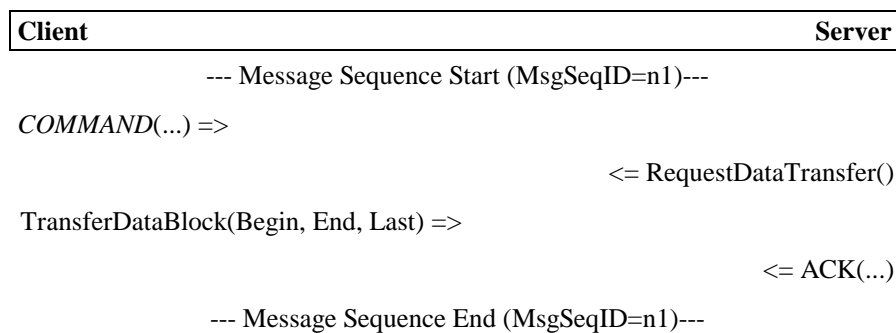 Client Server
--- Message Sequence Start (MsgSeqID=n1)---
COMMAND(...) =>
<= RequestDataTransfer()
TransferDataBlock(Begin, End, Last) =>
<= ACK(...)
--- Message Sequence End (MsgSeqID=n1)---